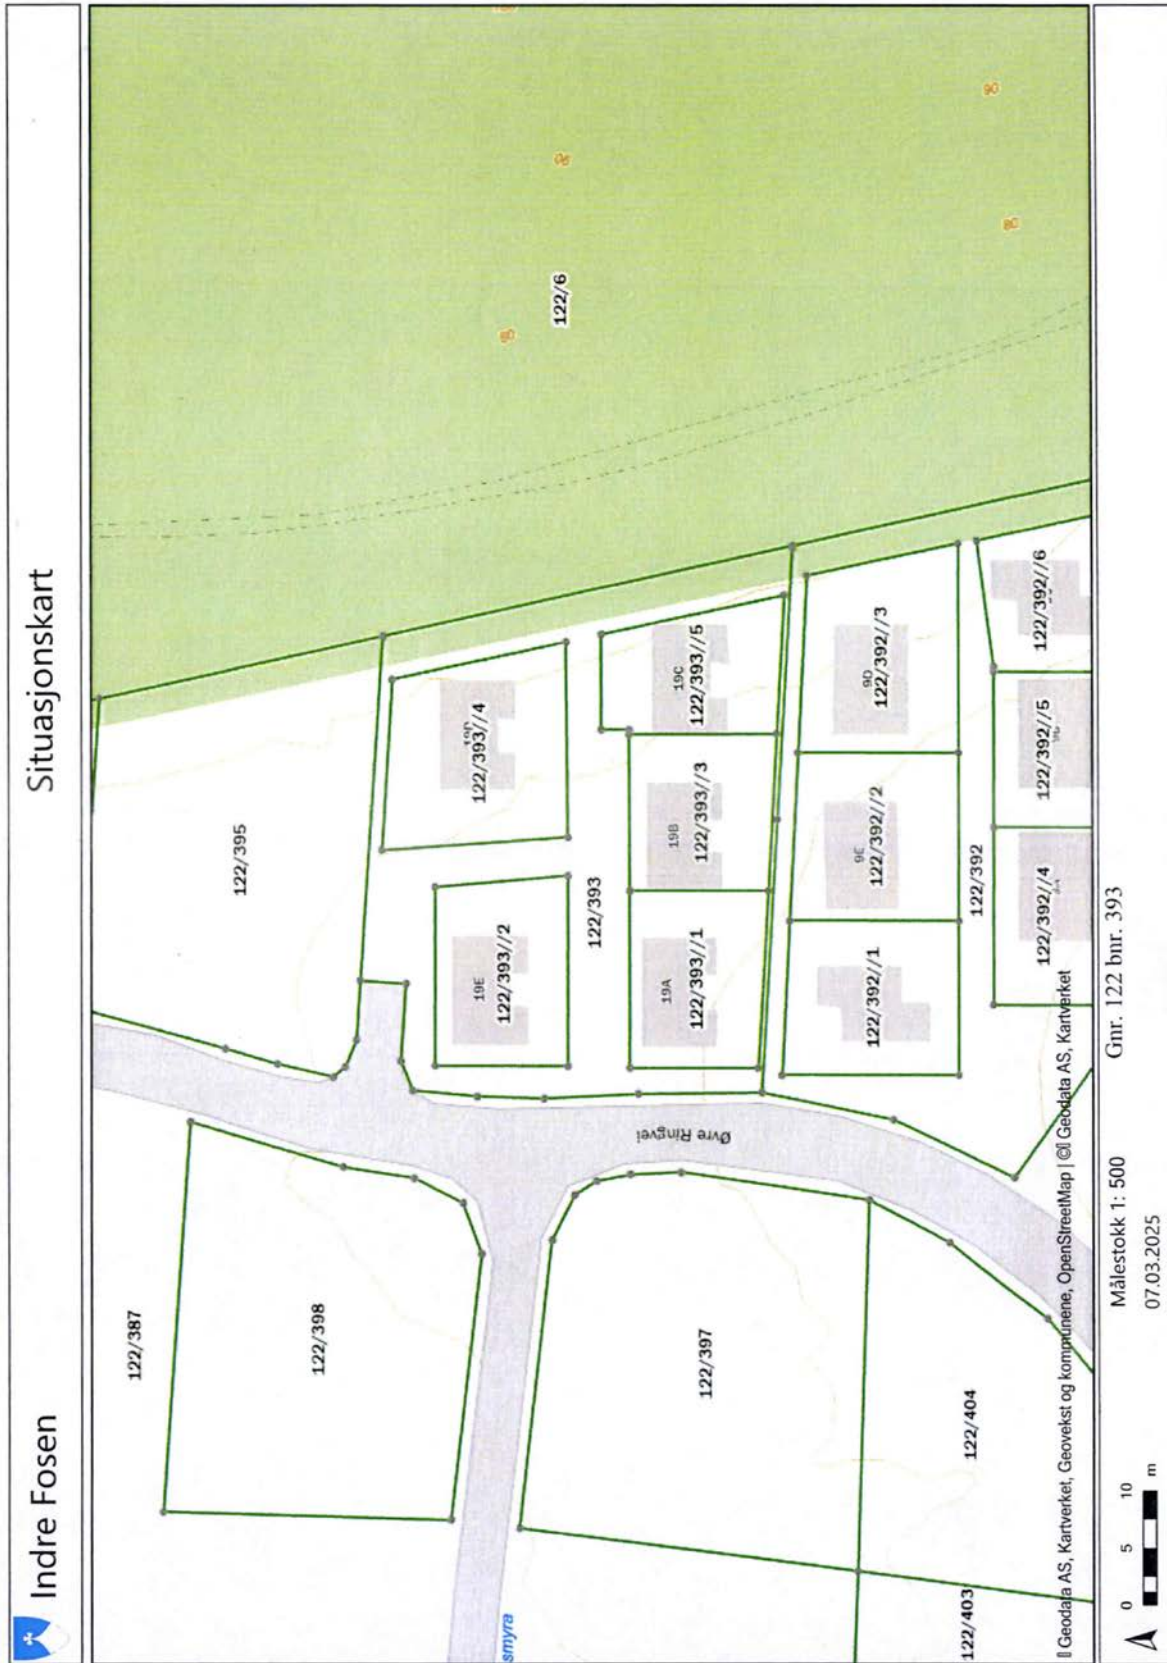 Indre Fosen
Situasjonskart
122/387
122/395
122/398
122/6
80
90
80
122/393//4
19E
122/393//2
122/393
19C
122/393//5
19B
122/393//3
19A
122/393//1
Øvre Ringvei
122/397
9D
122/392//3
9E
122/392//2
122/392//1
122/392
122/392//6
122/392//5
122/392//4
122/404
122/403
smyra
Geodata AS, Kartverket, Geovekst og kommunene, OpenStreetMap | © Geodata AS, Kartverket
0 5 10 m
Målestokk 1: 500
Gnr. 122 bnr. 393
07.03.2025